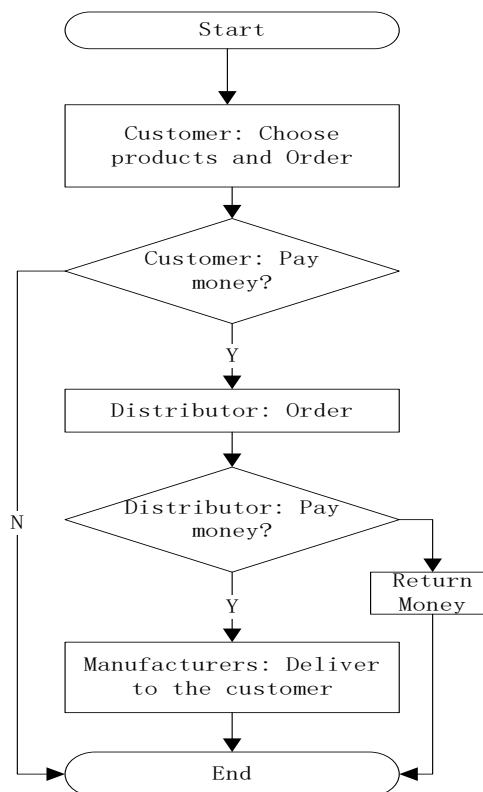 Start
Customer: Choose
products and Order
Customer: Pay
money?
Y
Distributor: Order
N
Distributor: Pay
money?
Return
Money
Y
Manufacturers: Deliver
to the customer
End